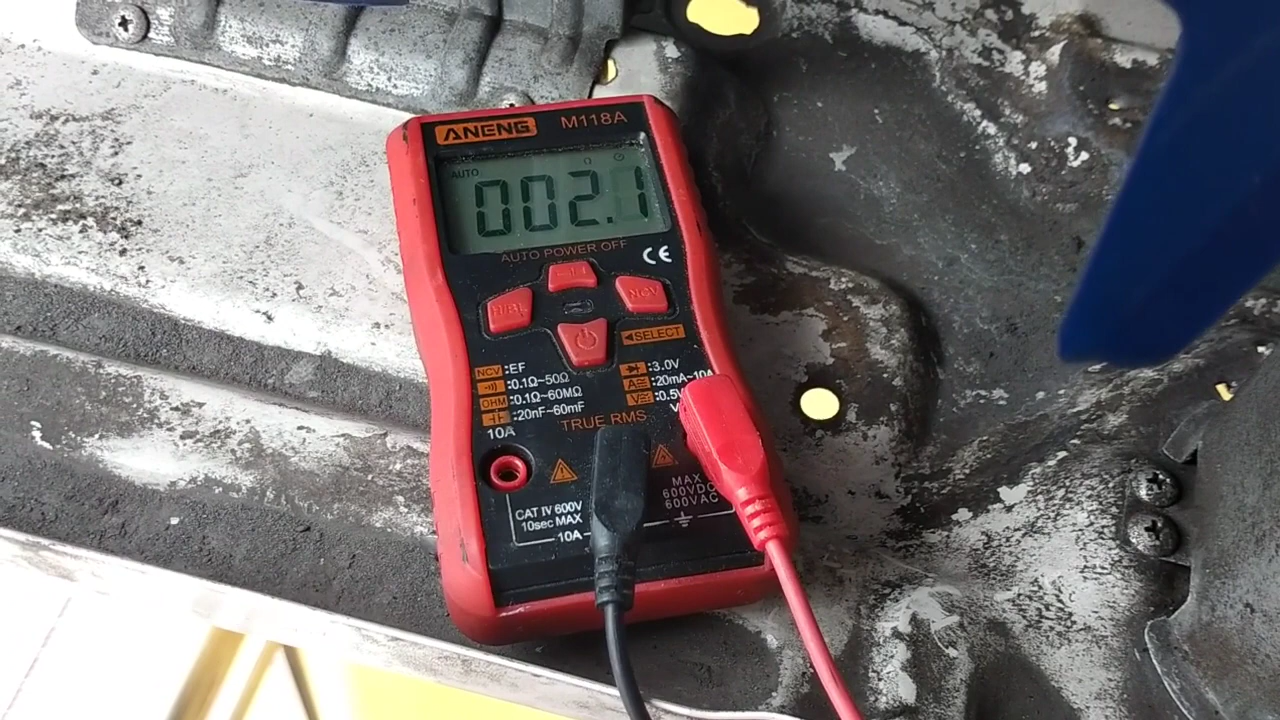 ANENG M118A
AUTO
002.1
AUTO POWER OFF
CE
NCV
◄SELECT
NCV :EF
:0.1Ω~50Ω
OHM :0.1Ω~60MΩ
:20nF~60mF
:3.0V
A :20mA~10A
V :0.5V
TRUE RMS
10A
MAX
600VDC
600VAC
CAT IV 600V
10sec MAX
10A